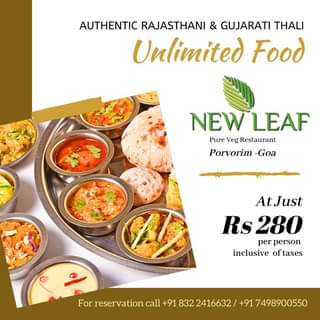 AUTHENTIC RAJASTHANI & GUJARATI THALI
Unlimited Food
NEW LEAF
Pure Veg Restaurant
Porvorim -Goa
At Just
Rs 280
per person
inclusive of taxes
For reservation call +91 832 2416632 / +91 7498900550